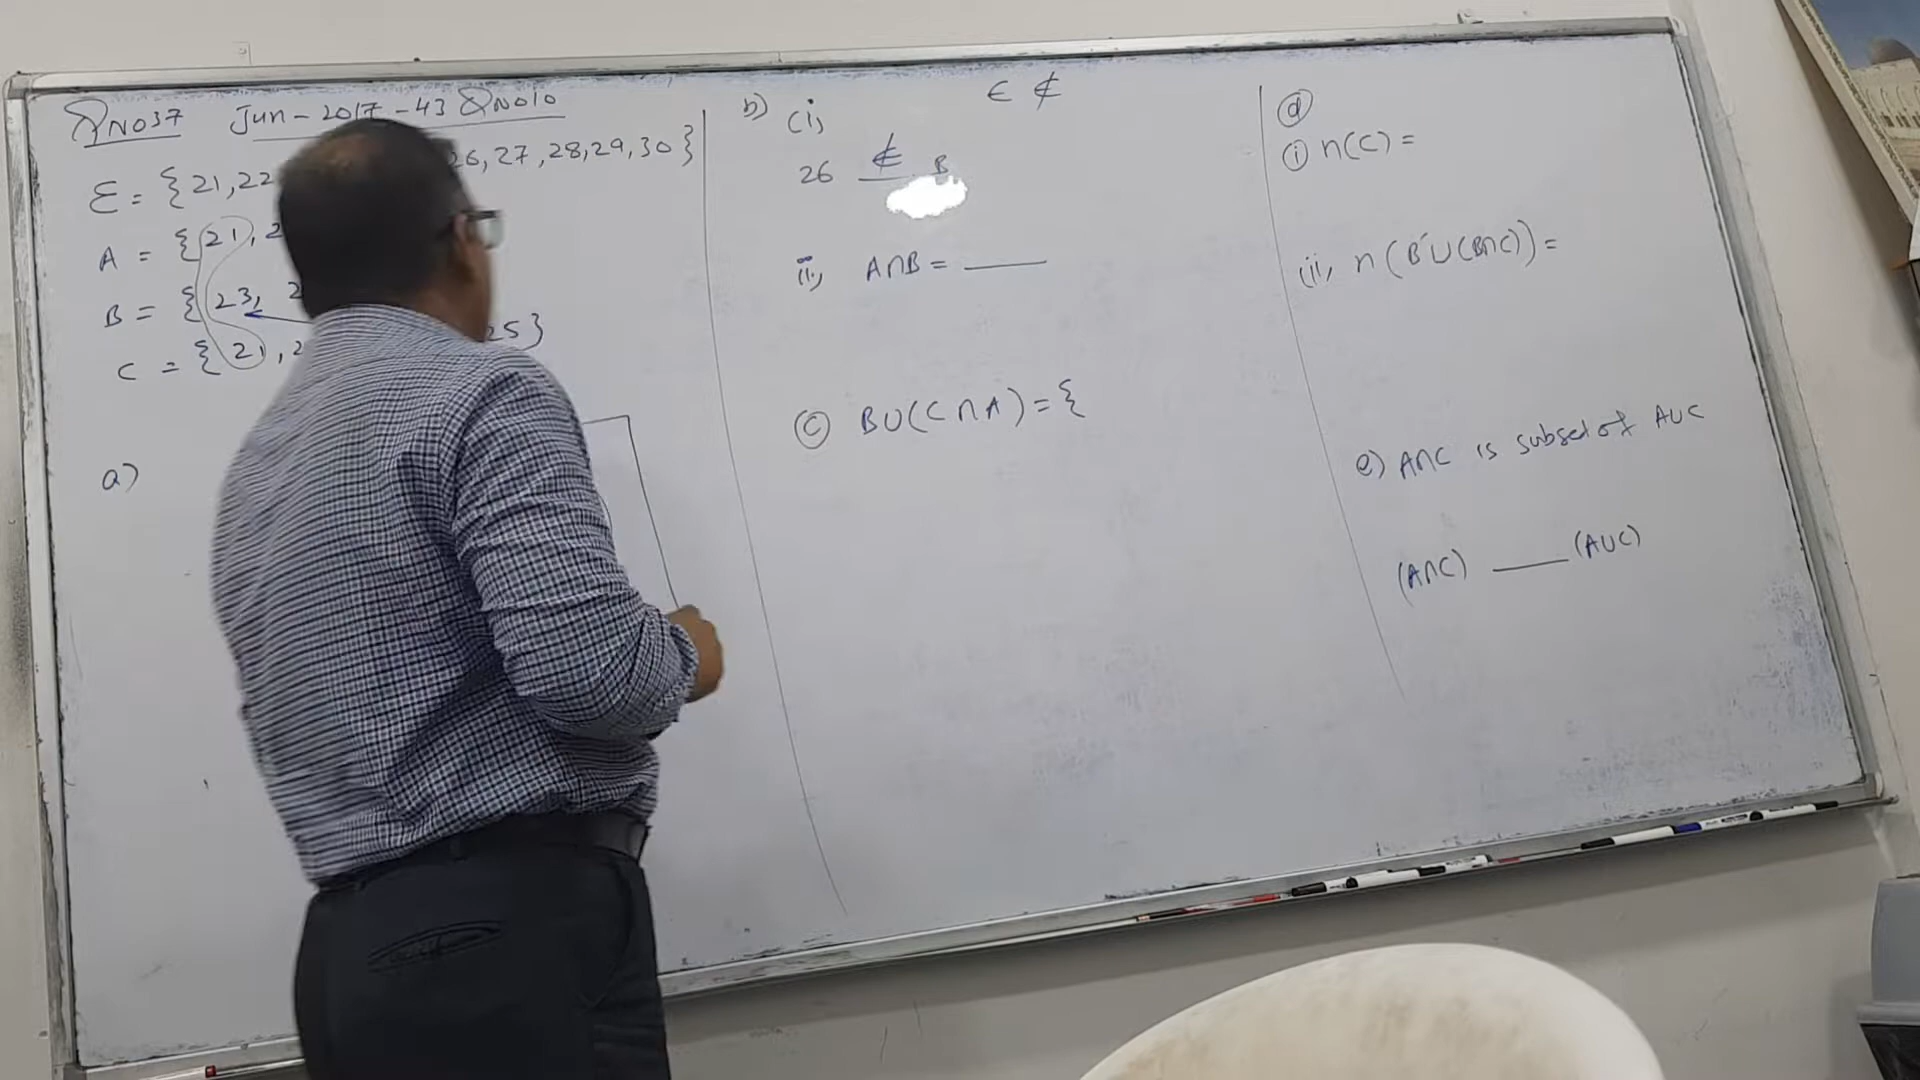 QNO37 Jun - 2017 - 43 QNO10
Ɛ = {21,22 26,27,28,29,30}
A = {21, 2
B = {23, 2
C = {21, 2 25}
a)
b) (i) ∈ ∉
26 ∉ B
ii, A∩B = ____
(c) B∪(C∩A) = {
(d)
(i) n(C) =
(ii, n(B'∪(B∩C)) =
e) A∩C is subset of A∪C
(A∩C) ____ (A∪C)